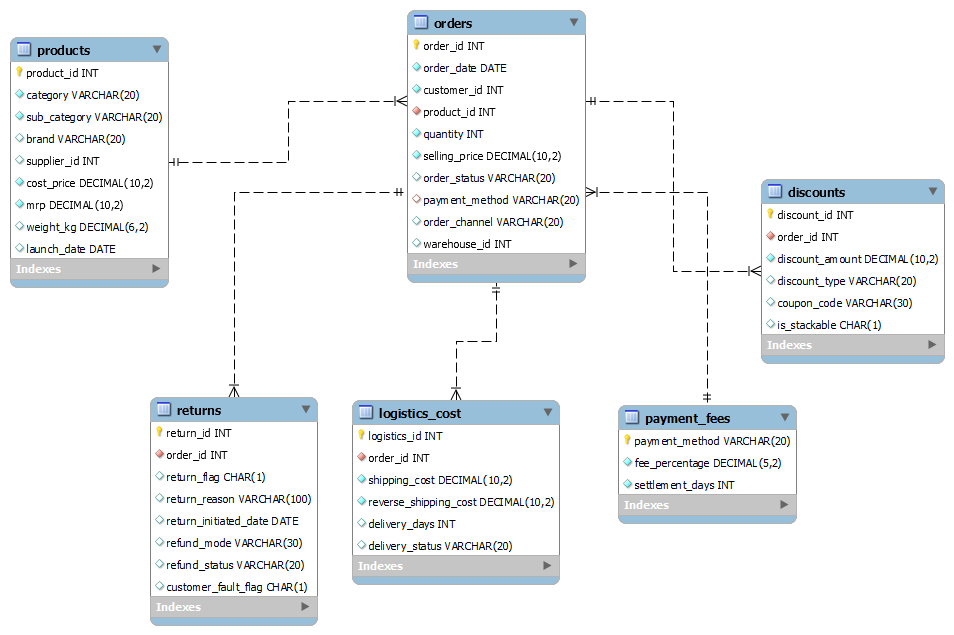 products
product_id INT
category VARCHAR(20)
sub_category VARCHAR(20)
brand VARCHAR(20)
supplier_id INT
cost_price DECIMAL(10,2)
mrp DECIMAL(10,2)
weight_kg DECIMAL(6,2)
launch_date DATE
Indexes
orders
order_id INT
order_date DATE
customer_id INT
product_id INT
quantity INT
selling_price DECIMAL(10,2)
order_status VARCHAR(20)
payment_method VARCHAR(20)
order_channel VARCHAR(20)
warehouse_id INT
Indexes
discounts
discount_id INT
order_id INT
discount_amount DECIMAL(10,2)
discount_type VARCHAR(20)
coupon_code VARCHAR(30)
is_stackable CHAR(1)
Indexes
returns
return_id INT
order_id INT
return_flag CHAR(1)
return_reason VARCHAR(100)
return_initiated_date DATE
refund_mode VARCHAR(30)
refund_status VARCHAR(20)
customer_fault_flag CHAR(1)
Indexes
logistics_cost
logistics_id INT
order_id INT
shipping_cost DECIMAL(10,2)
reverse_shipping_cost DECIMAL(10,2)
delivery_days INT
delivery_status VARCHAR(20)
Indexes
payment_fees
payment_method VARCHAR(20)
fee_percentage DECIMAL(5,2)
settlement_days INT
Indexes